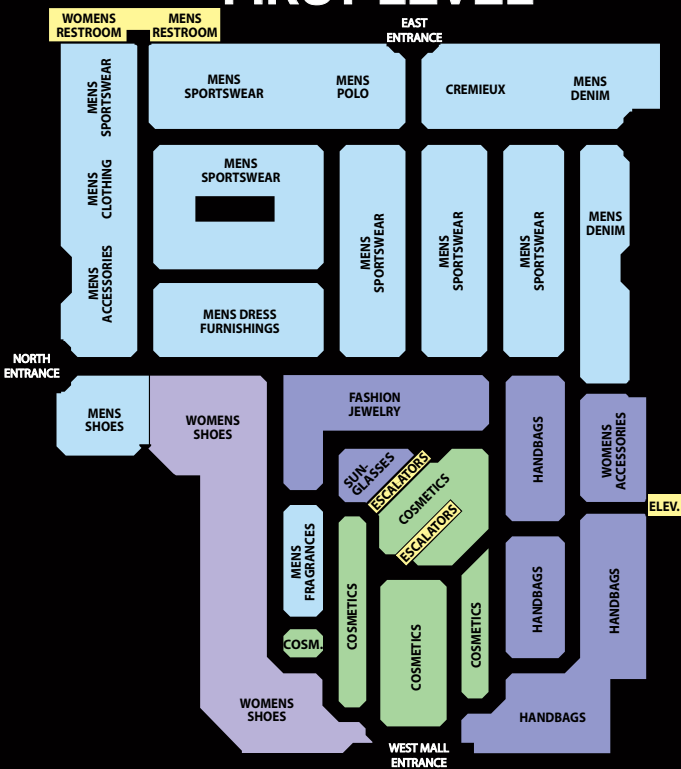 FIRST LEVEL
WOMENS
RESTROOM
MENS
RESTROOM
EAST
ENTRANCE
MENS
SPORTSWEAR
MENS
SPORTSWEAR
MENS
POLO
CREMIEUX
MENS
DENIM
MENS
CLOTHING
MENS
SPORTSWEAR
MENS
SPORTSWEAR
MENS
SPORTSWEAR
MENS
SPORTSWEAR
MENS
DENIM
MENS
ACCESSORIES
MENS DRESS
FURNISHINGS
NORTH
ENTRANCE
MENS
SHOES
WOMENS
SHOES
FASHION
JEWELRY
HANDBAGS
WOMENS
ACCESSORIES
SUN-
GLASSES
ESCALATORS
COSMETICS
ESCALATORS
ELEV.
MENS
FRAGRANCES
COSM.
COSMETICS
COSMETICS
COSMETICS
HANDBAGS
HANDBAGS
WOMENS
SHOES
HANDBAGS
WEST MALL
ENTRANCE